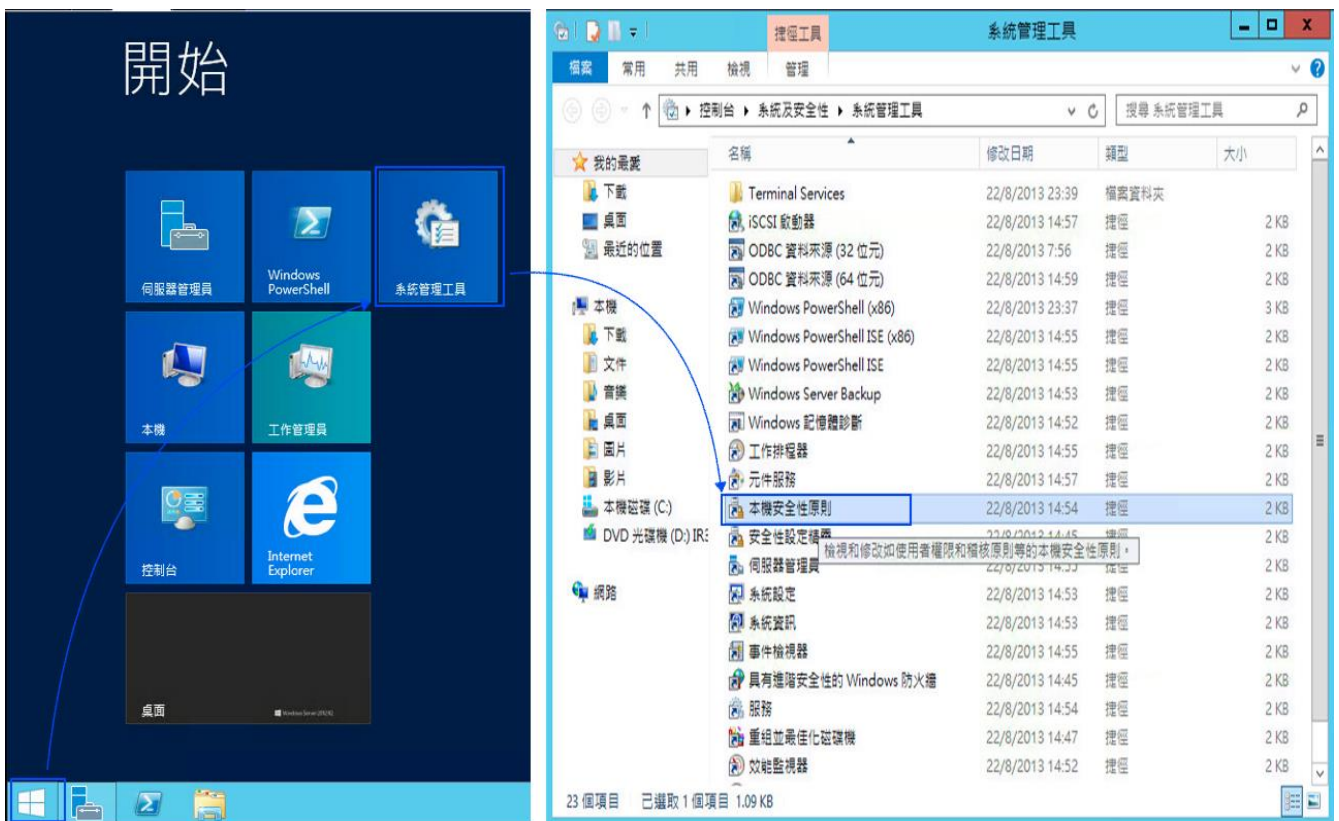 開始
伺服器管理員
Windows PowerShell
系統管理工具
本機
工作管理員
控制台
Internet Explorer
桌面
捷徑工具
系統管理工具
檔案 常用 共用 檢視 管理
控制台 系統及安全性 系統管理工具
搜尋 系統管理工具
名稱 修改日期 類型 大小
我的最愛
下載
桌面
最近的位置
本機
下載
文件
音樂
桌面
圖片
影片
本機磁碟 (C:)
DVD 光碟機 (D:) IR3
網路
Terminal Services 22/8/2013 23:39 檔案資料夾
iSCSI 啟動器 22/8/2013 14:57 捷徑 2 KB
ODBC 資料來源 (32 位元) 22/8/2013 7:56 捷徑 2 KB
ODBC 資料來源 (64 位元) 22/8/2013 14:59 捷徑 2 KB
Windows PowerShell (x86) 22/8/2013 23:37 捷徑 3 KB
Windows PowerShell ISE (x86) 22/8/2013 14:55 捷徑 2 KB
Windows PowerShell ISE 22/8/2013 14:55 捷徑 2 KB
Windows Server Backup 22/8/2013 14:53 捷徑 2 KB
Windows 記憶體診斷 22/8/2013 14:52 捷徑 2 KB
工作排程器 22/8/2013 14:55 捷徑 2 KB
元件服務 22/8/2013 14:57 捷徑 2 KB
本機安全性原則 22/8/2013 14:54 捷徑 2 KB
安全性設定精靈 22/8/2013 14:45 捷徑 2 KB
檢視和修改如使用者權限和稽核原則等的本機安全性原則。
伺服器管理員 22/8/2013 14:55 捷徑 2 KB
系統設定 22/8/2013 14:53 捷徑 2 KB
系統資訊 22/8/2013 14:53 捷徑 2 KB
事件檢視器 22/8/2013 14:55 捷徑 2 KB
具有進階安全性的 Windows 防火牆 22/8/2013 14:45 捷徑 2 KB
服務 22/8/2013 14:54 捷徑 2 KB
重組並最佳化磁碟機 22/8/2013 14:47 捷徑 2 KB
效能監視器 22/8/2013 14:52 捷徑 2 KB
23 個項目 已選取 1 個項目 1.09 KB